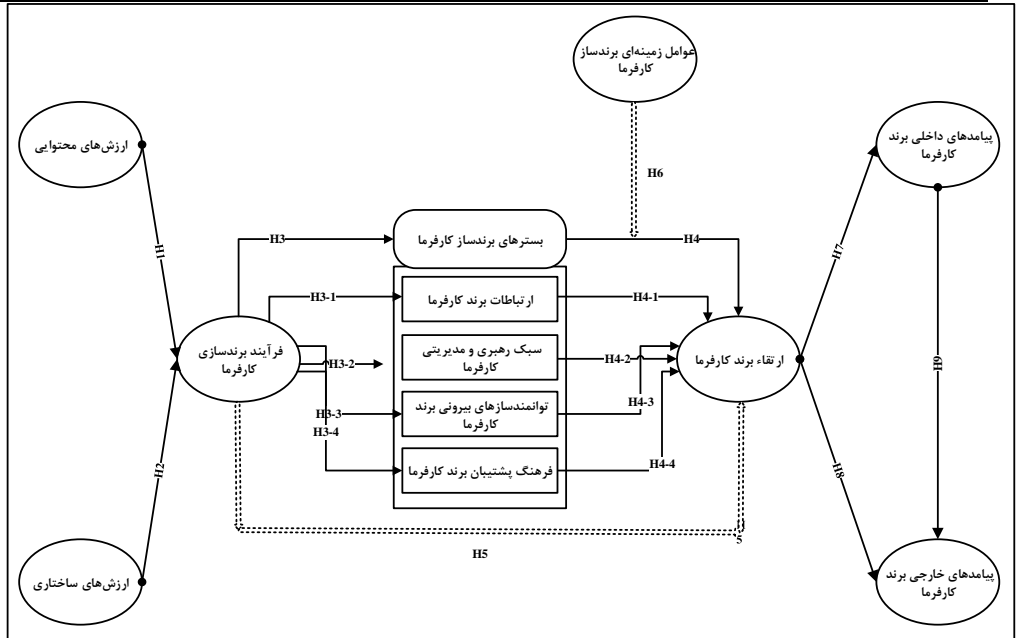 عوامل زمینه‌ای برندساز
کارفرما
ارزش‌های محتوایی
پیامدهای داخلی برند
کارفرما
H6
H1
H3
بسترهای برندساز کارفرما
H4
H7
H3-1
ارتباطات برند کارفرما
H4-1
فرآیند برندسازی
کارفرما
H3-2
سبک رهبری و مدیریتی
کارفرما
H4-2
ارتقاء برند کارفرما
H9
H3-3
توانمندسازهای بیرونی برند
کارفرما
H4-3
H3-4
فرهنگ پشتیبان برند کارفرما
H4-4
H2
H8
5
H5
ارزش‌های ساختاری
پیامدهای خارجی برند
کارفرما